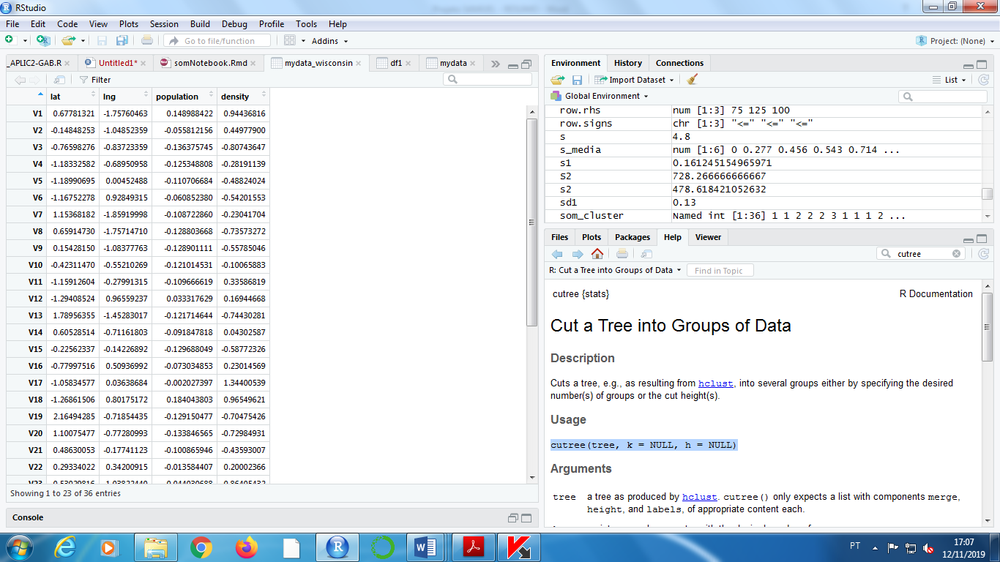 RStudio
File Edit Code View Plots Session Build Debug Profile Tools Help
Go to file/function Addins Project: (None)
_APLIC2-GAB.R Untitled1* somNotebook.Rmd mydata_wisconsin df1 mydata
Filter
lat lng population density
V1 0.67781321 -1.75760463 0.148988422 0.94436816
V2 -0.14848253 -1.04852359 -0.055812156 0.44977900
V3 -0.76598276 -0.83723359 -0.136375745 -0.80743647
V4 -1.18332582 -0.68950958 -0.125348808 -0.28191139
V5 -1.18990695 0.00452488 -0.110706684 -0.48824024
V6 -1.16752278 0.92849315 -0.060852380 -0.54201553
V7 1.15368182 -1.85919998 -0.108722860 -0.23041704
V8 0.65914730 -1.75714710 -0.128803668 -0.73573272
V9 0.15428150 -1.08377763 -0.128901111 -0.55785046
V10 -0.42311470 -0.55210269 -0.121014531 -0.10065883
V11 -1.15912604 -0.27991315 -0.109666619 0.33586819
V12 -1.29408524 0.96559237 0.033317629 0.16944668
V13 1.78956355 -1.45283017 -0.121714644 -0.74430281
V14 0.60528514 -0.71161803 -0.091847818 0.04302587
V15 -0.22562337 -0.14226892 -0.129688049 -0.58772326
V16 -0.77997516 0.50936992 -0.073034853 0.23014569
V17 -1.05834577 0.03638684 -0.002027397 1.34400539
V18 -1.26861506 0.80175172 0.184043803 0.96549621
V19 2.16494285 -0.71854435 -0.129150477 -0.70475426
V20 1.10075477 -0.77280993 -0.133846565 -0.72984931
V21 0.48630053 -0.17741123 -0.100865946 -0.43593007
V22 0.29334022 0.34200915 -0.013584407 0.20002366
Showing 1 to 23 of 36 entries
Console
Environment History Connections
Import Dataset List
Global Environment
row.rhs num [1:3] 75 125 100
row.signs chr [1:3] "<=" "<=" "<="
s 4.8
s_media num [1:6] 0 0.277 0.456 0.543 0.714 ...
s1 0.161245154965971
S2 728.266666666667
s2 478.618421052632
sd1 0.13
som_cluster Named int [1:36] 1 1 2 2 2 3 1 1 1 2 ...
Files Plots Packages Help Viewer
cutree
R: Cut a Tree into Groups of Data Find in Topic
cutree {stats} R Documentation
Cut a Tree into Groups of Data
Description
Cuts a tree, e.g., as resulting from hclust, into several groups either by specifying the desired
number(s) of groups or the cut height(s).
Usage
cutree(tree, k = NULL, h = NULL)
Arguments
tree a tree as produced by hclust. cutree() only expects a list with components merge,
height, and labels, of appropriate content each.
PT 17:07
12/11/2019